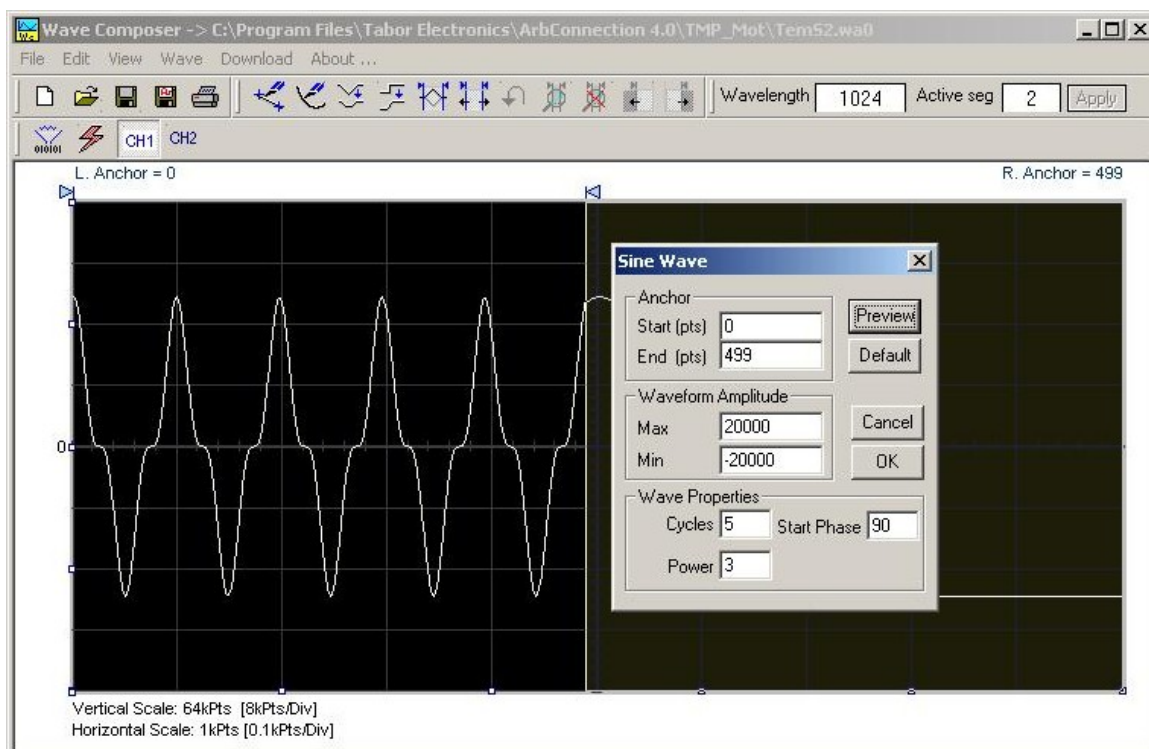 Wave Composer -> C:\Program Files\Tabor Electronics\ArbConnection 4.0\TMP_Mot\Tem52.wa0
File Edit View Wave Download About ...
Wavelength 1024 Active seg 2 Apply
010101 CH1 CH2
L. Anchor = 0 R. Anchor = 499
Sine Wave
Anchor
Start (pts) 0 Preview
End (pts) 499 Default
Waveform Amplitude
Max 20000 Cancel
0
Min -20000 OK
Wave Properties
Cycles 5 Start Phase 90
Power 3
Vertical Scale: 64kPts [8kPts/Div]
Horizontal Scale: 1kPts [0.1kPts/Div]